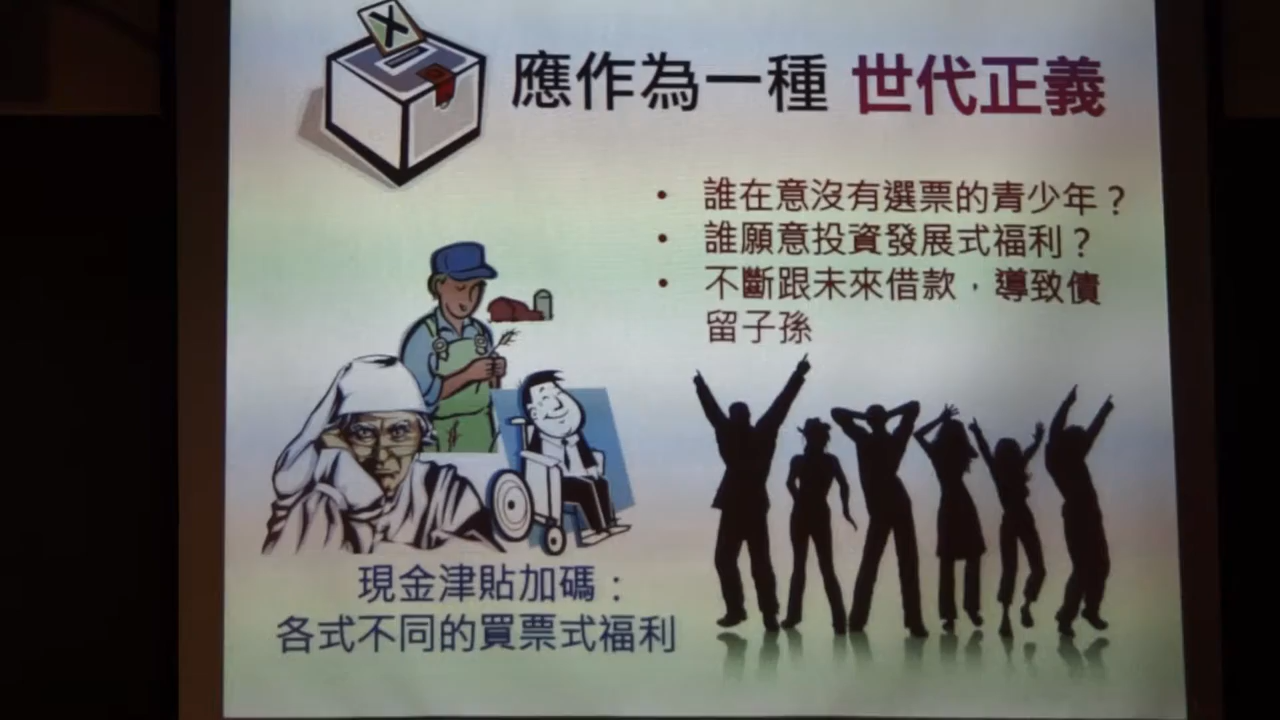 應作為一種 世代正義
• 誰在意沒有選票的青少年？
• 誰願意投資發展式福利？
• 不斷跟未來借款，導致債
留子孫
現金津貼加碼：
各式不同的買票式福利